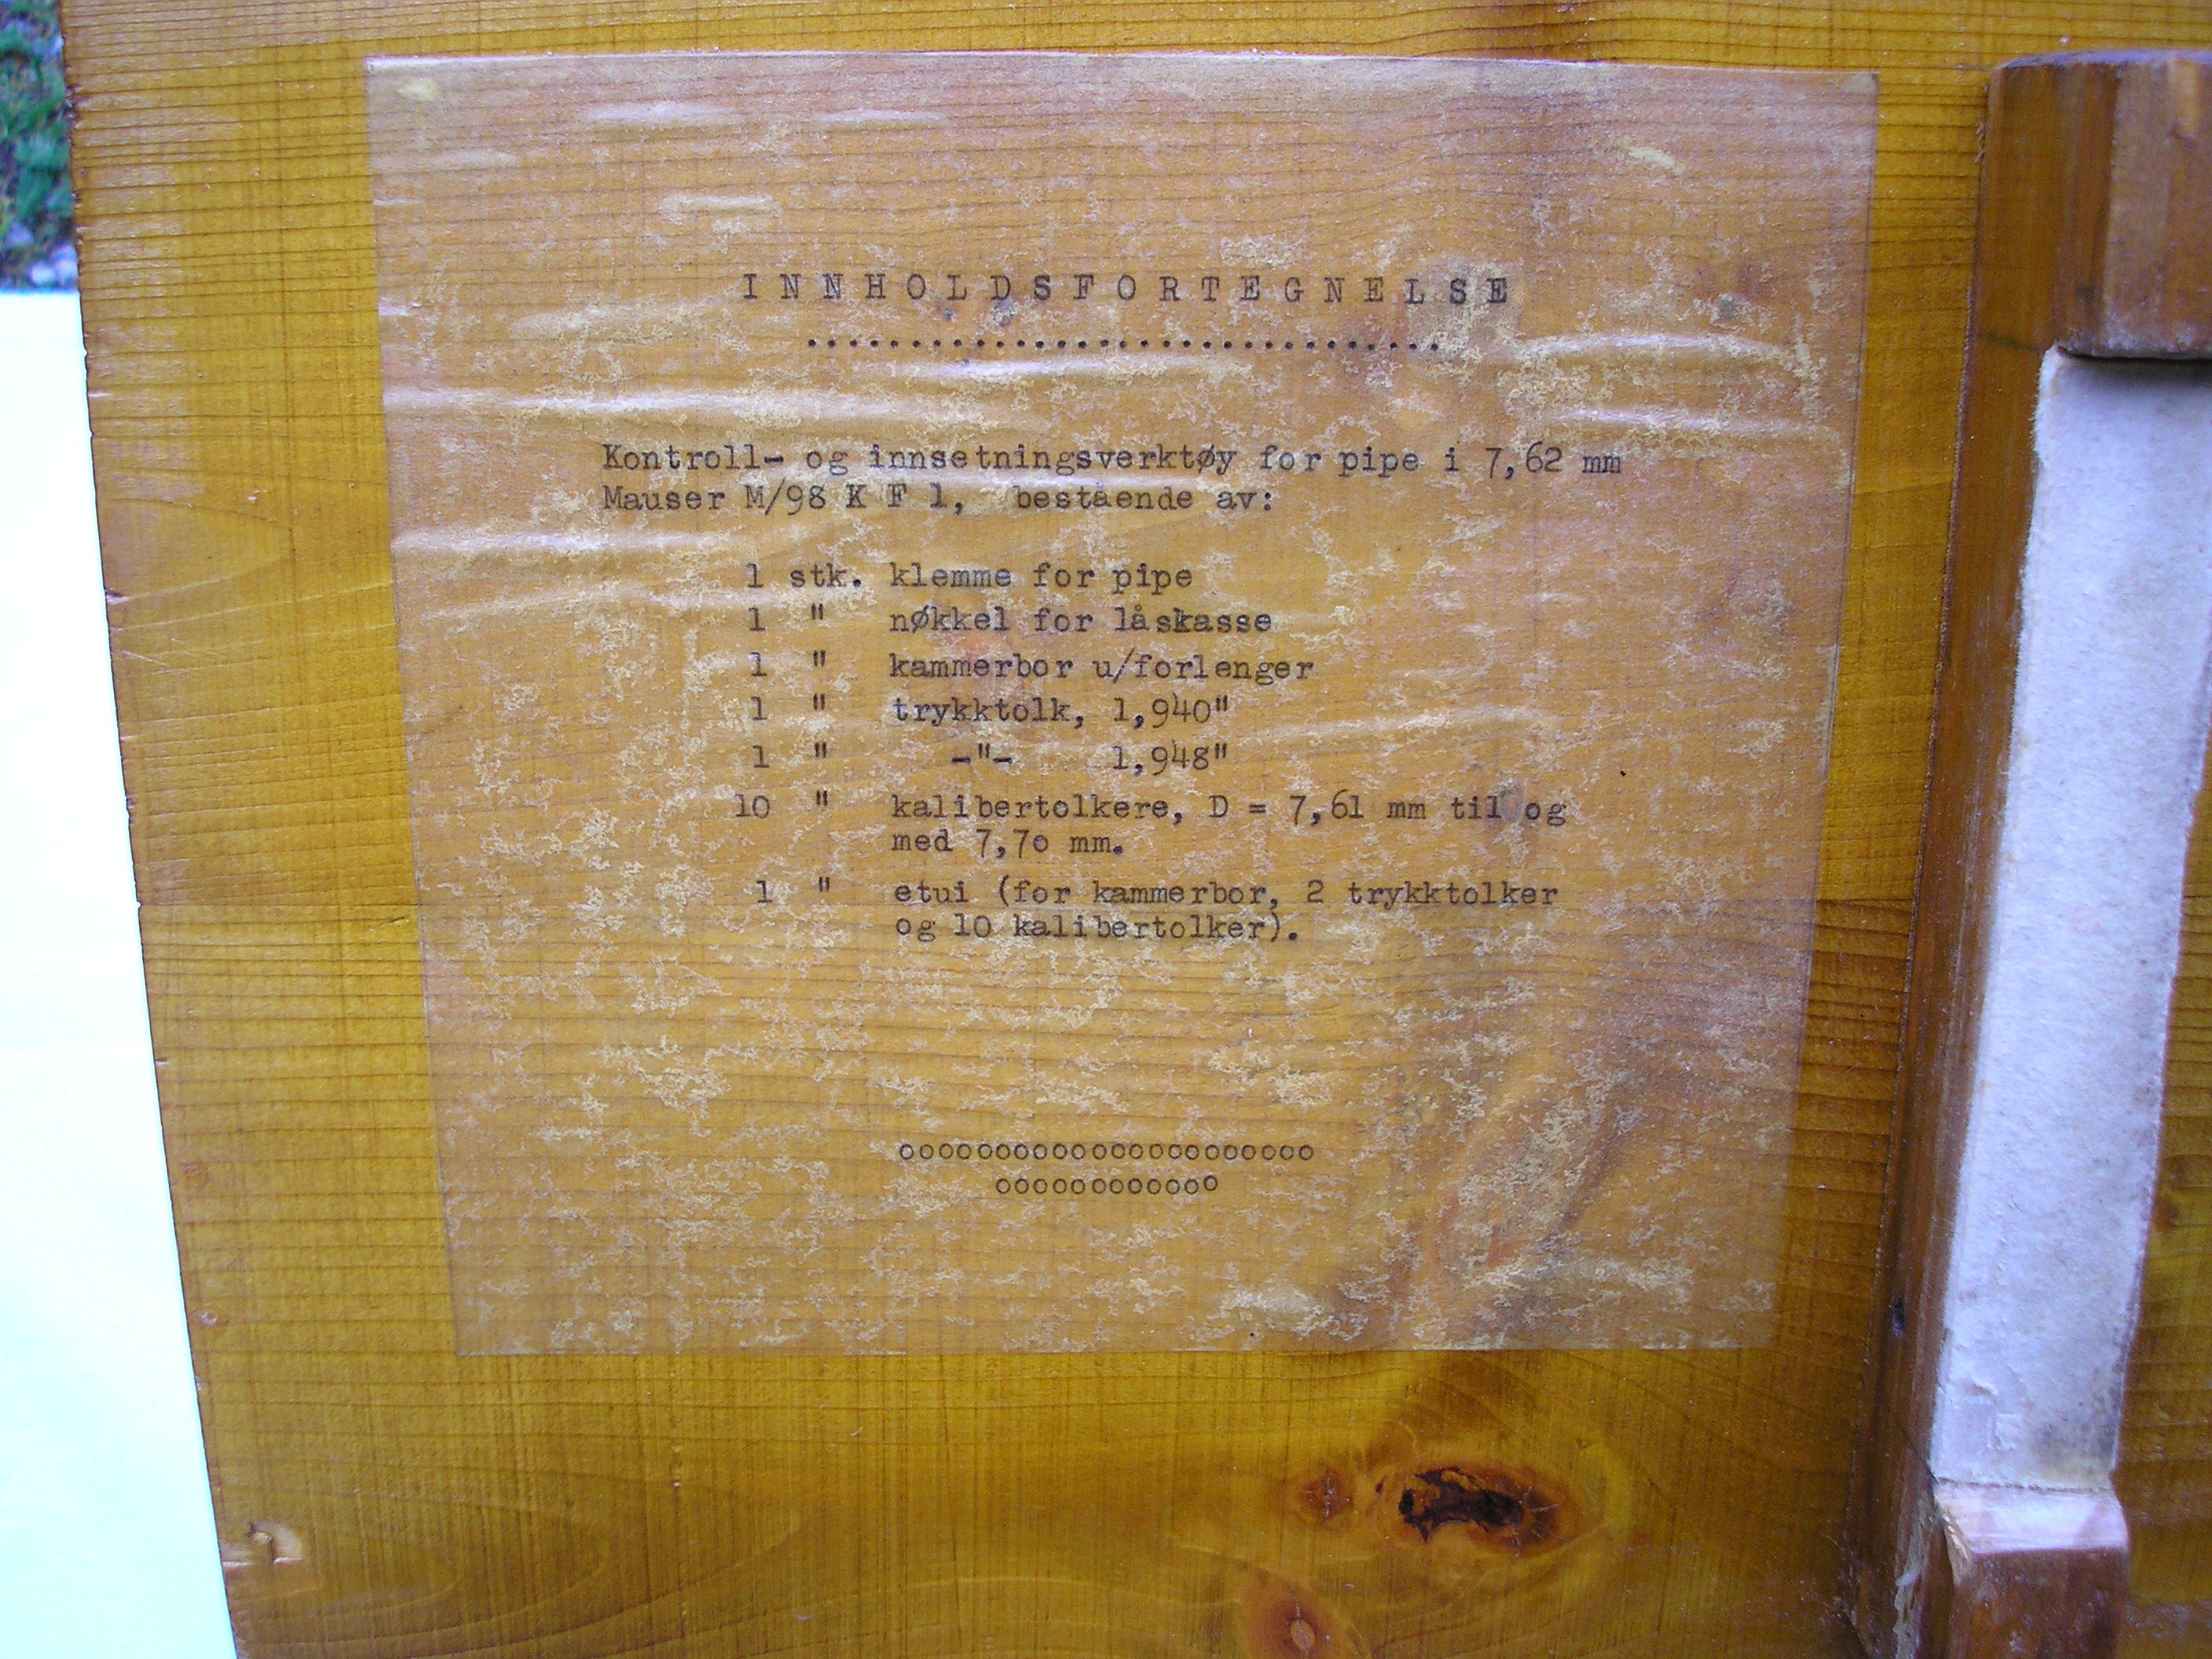 INNHOLDSFORTEGNELSE
...............................
Kontroll- og innsetningsverktøy for pipe i 7,62 mm
Mauser M/98 K F 1, bestående av:
1 stk. klemme for pipe
1 " nøkkel for låskasse
1 " kammerbor u/forlenger
1 " trykktolk, 1,940"
1 " -"- 1,948"
10 " kalibertolkere, D = 7,61 mm til og
med 7,70 mm.
1 " etui (for kammerbor, 2 trykktolker
og 10 kalibertolker).
oooooooooooooooooooooo
oooooooooooo